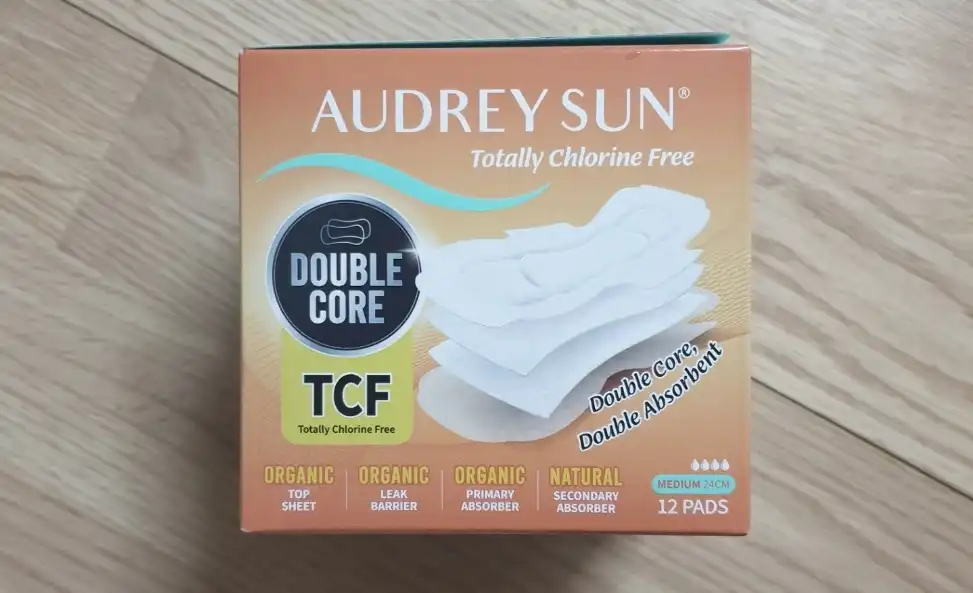 AUDREY SUN®
Totally Chlorine Free
DOUBLE
CORE
TCF
Totally Chlorine Free
Double Core,
Double Absorbent
ORGANIC
TOP
SHEET
ORGANIC
LEAK
BARRIER
ORGANIC
PRIMARY
ABSORBER
NATURAL
SECONDARY
ABSORBER
MEDIUM 24CM
12 PADS